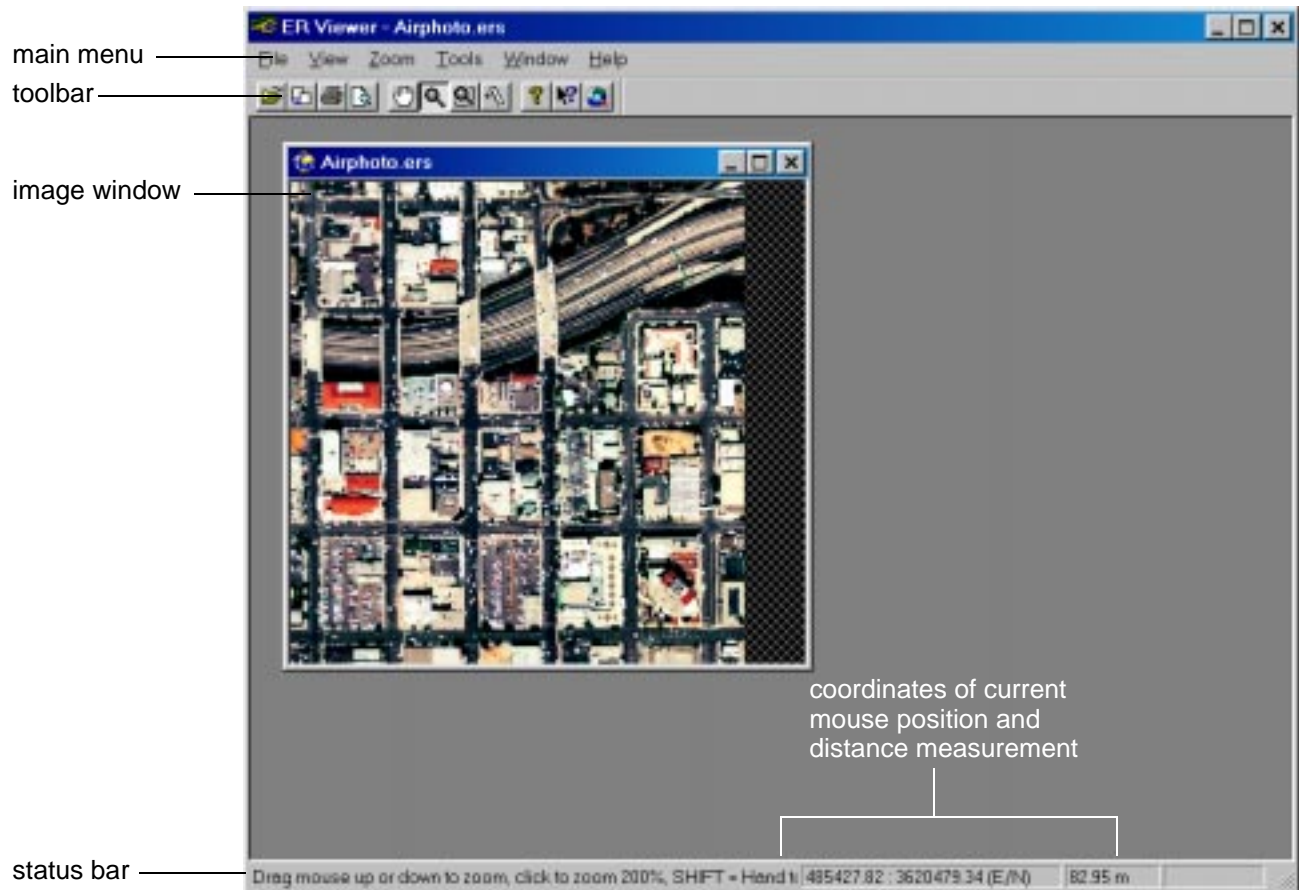 ER Viewer - Airphoto.ers
main menu
File View Zoom Tools Window Help
toolbar
Airphoto.ers
image window
coordinates of current
mouse position and
distance measurement
status bar
Drag mouse up or down to zoom, click to zoom 200%, SHIFT = Hand t 485427.82 : 3620479.34 (E/N) 82.95 m